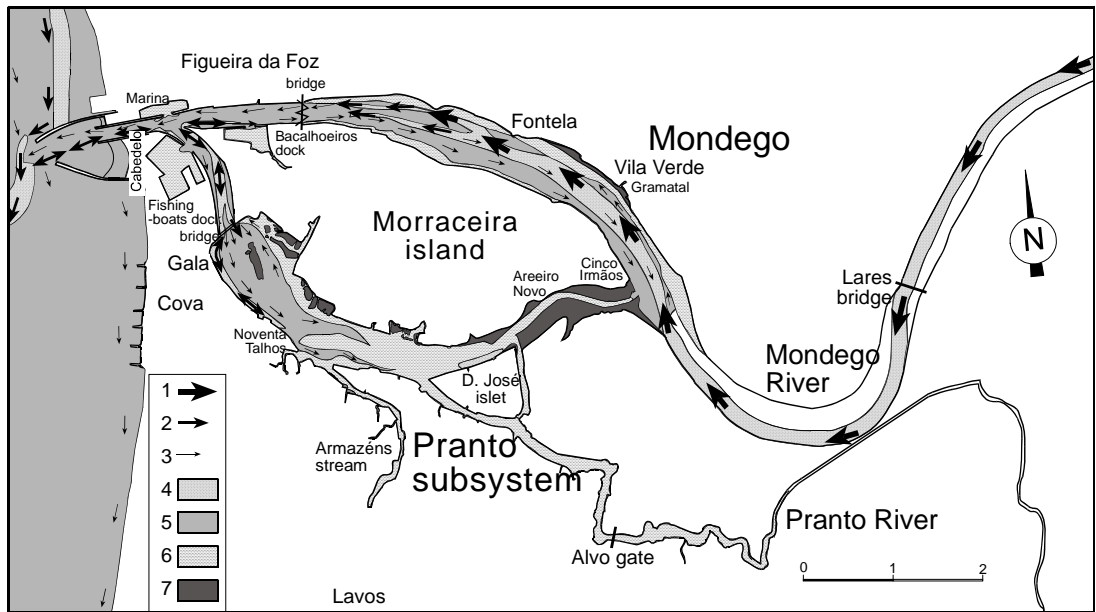 Figueira da Foz
bridge
Marina
Bacalhoeiros
dock
Cabedelo
Fontela
Mondego
Vila Verde
Gramatal
Fishing
-boats dock
bridge
Morraceira
island
N
Gala
Cova
Areeiro
Novo
Cinco
Irmãos
Lares
bridge
Noventa
Talhos
Mondego
River
D. José
islet
1
2
3
4
5
6
7
Armazéns
stream
Pranto
subsystem
Pranto River
Alvo gate
0 1 2
Lavos